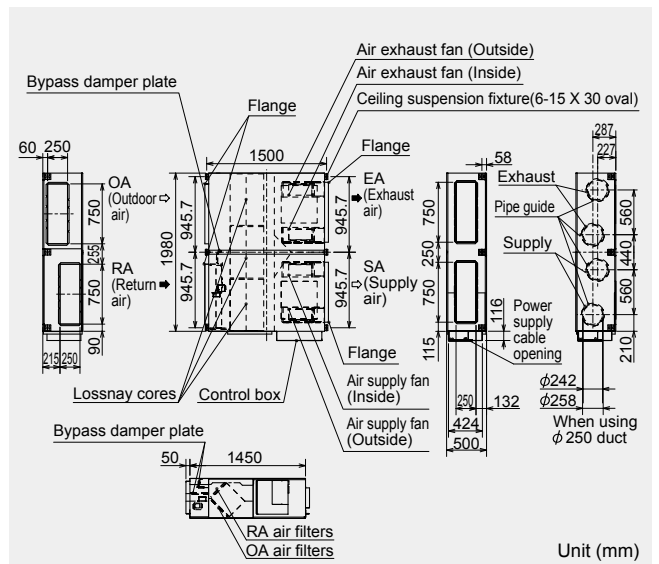 Air exhaust fan (Outside)
Air exhaust fan (Inside)
Bypass damper plate
Ceiling suspension fixture(6-15 X 30 oval)
Flange
Flange
1500
287
227
60 250
58
OA
(Outdoor
air)
EA
(Exhaust
air)
Exhaust
Pipe guide
Supply
750
255
750
90
1980
945.7
945.7
945.7
945.7
750
250
750
115
116
560
440
560
210
RA
(Return
air)
SA
(Supply
air)
Power
supply
cable
opening
215 250
Lossnay cores
Control box
Flange
Air supply fan
(Inside)
Air supply fan
(Outside)
250
132
424
500
ϕ242
ϕ258
When using
ϕ 250 duct
Bypass damper plate
50
1450
RA air filters
OA air filters
Unit (mm)